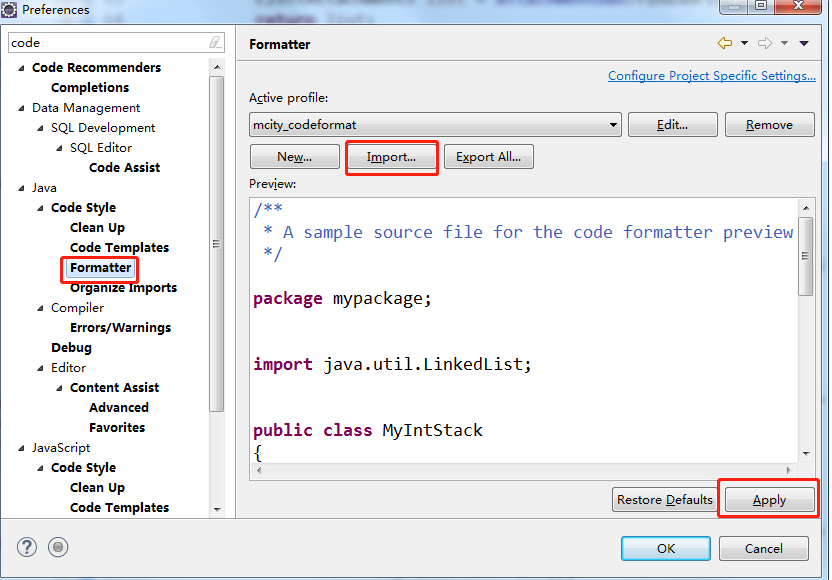 Preferences
code
Code Recommenders
Completions
Data Management
SQL Development
SQL Editor
Code Assist
Java
Code Style
Clean Up
Code Templates
Formatter
Organize Imports
Compiler
Errors/Warnings
Debug
Editor
Content Assist
Advanced
Favorites
JavaScript
Code Style
Clean Up
Code Templates
Formatter
Configure Project Specific Settings...
Active profile:
mcity_codeformat
Edit...
Remove
New...
Import...
Export All...
Preview:
/**
* A sample source file for the code formatter preview
*/
package mypackage;
import java.util.LinkedList;
public class MyIntStack
{
Restore Defaults
Apply
?
OK
Cancel